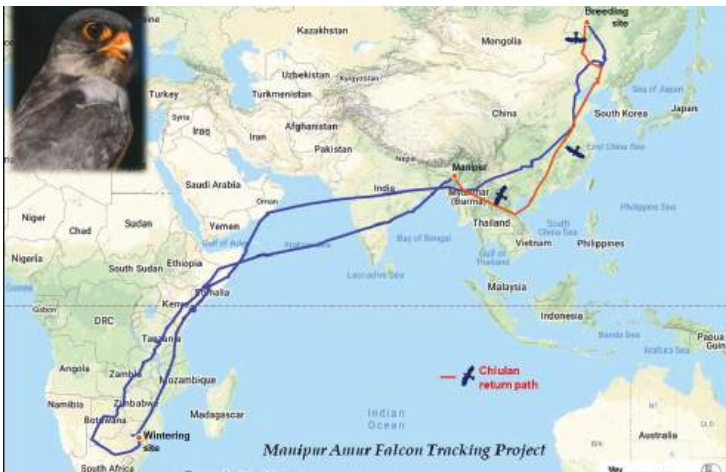 Breeding
site
Kazakhstan
Mongolia
Uzbekistan
Kyrgyzstan
Turkey
Turkmenistan
Sea of Japan
China
South Korea
Japan
Syria
Afghanistan
Iraq
Iran
Pakistan
East China Sea
Nepal
Manipur
Saudi Arabia
Oman
India
Myanmar
(Burma)
Niger
Chad
Sudan
Yemen
Gulf of Aden
Arabian Sea
Bay of Bengal
Thailand
South
China Sea
Philippine Sea
Vietnam
Philippines
Gulf of
Thailand
Nigeria
Ethiopia
South Sudan
Laccadive Sea
Somalia
Malaysia
Gabon
Kenya
DRC
Indonesia
Tanzania
Banda Sea
Papua
Arafura Sea
Angola
Zambia
Chiulan
return path
Mozambique
Namibia
Zimbabwe
Madagascar
Botswana
Indian
Ocean
NT
QLD
Wintering
site
Australia
Manipur Amur Falcon Tracking Project
South Africa